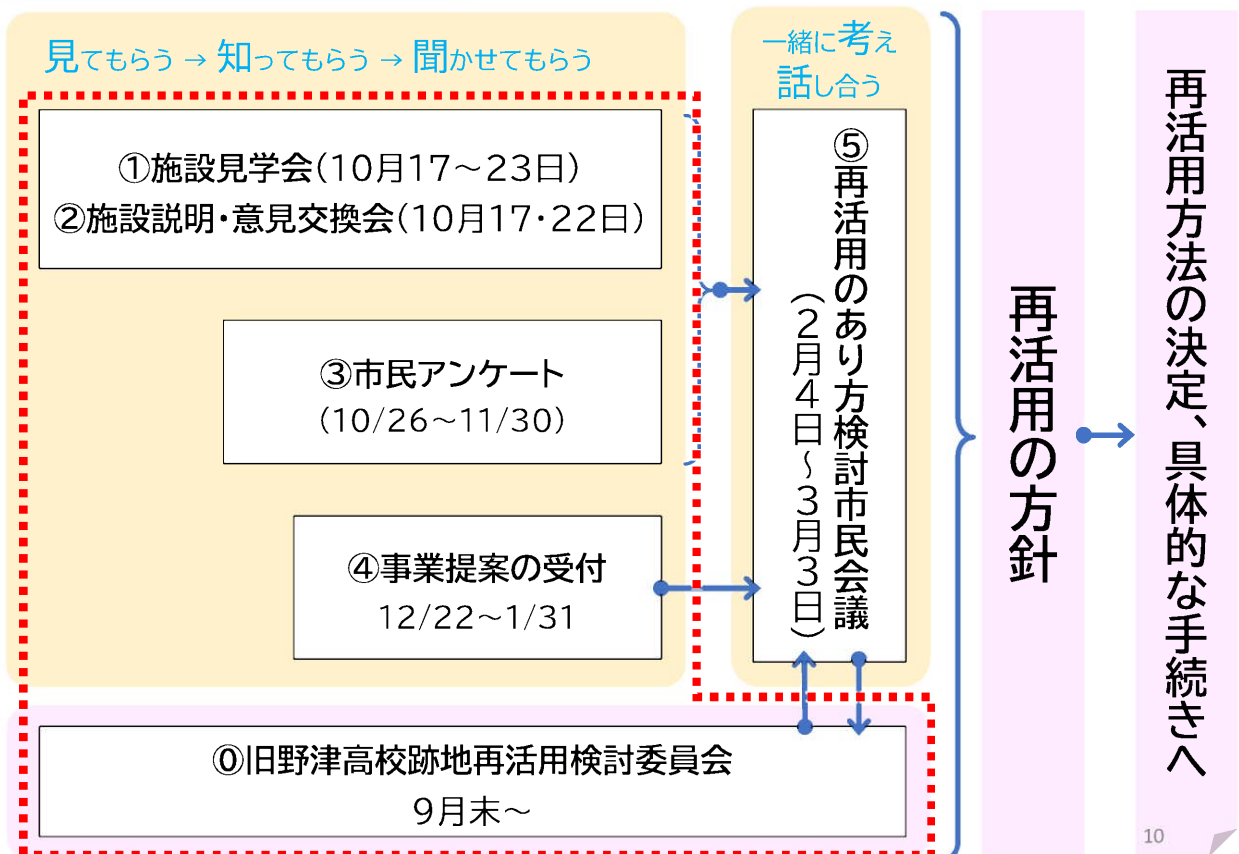 見てもらう → 知ってもらう → 聞かせてもらう
①施設見学会(10月17～23日)
②施設説明・意見交換会(10月17・22日)
③市民アンケート
(10/26～11/30)
④事業提案の受付
12/22～1/31
一緒に考え
話し合う
⑤再活用のあり方検討市民会議
(2月4日～3月3日)
⓪旧野津高校跡地再活用検討委員会
9月末～
再活用の方針
再活用方法の決定、具体的な手続きへ
10